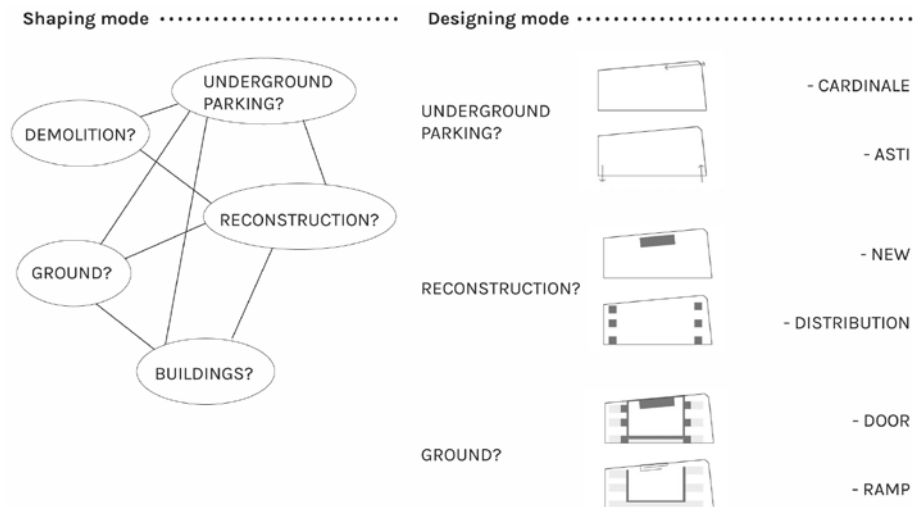 Shaping mode
UNDERGROUND
PARKING?
DEMOLITION?
RECONSTRUCTION?
GROUND?
BUILDINGS?
Designing mode
UNDERGROUND
PARKING?
- CARDINALE
- ASTI
RECONSTRUCTION?
- NEW
- DISTRIBUTION
GROUND?
- DOOR
- RAMP